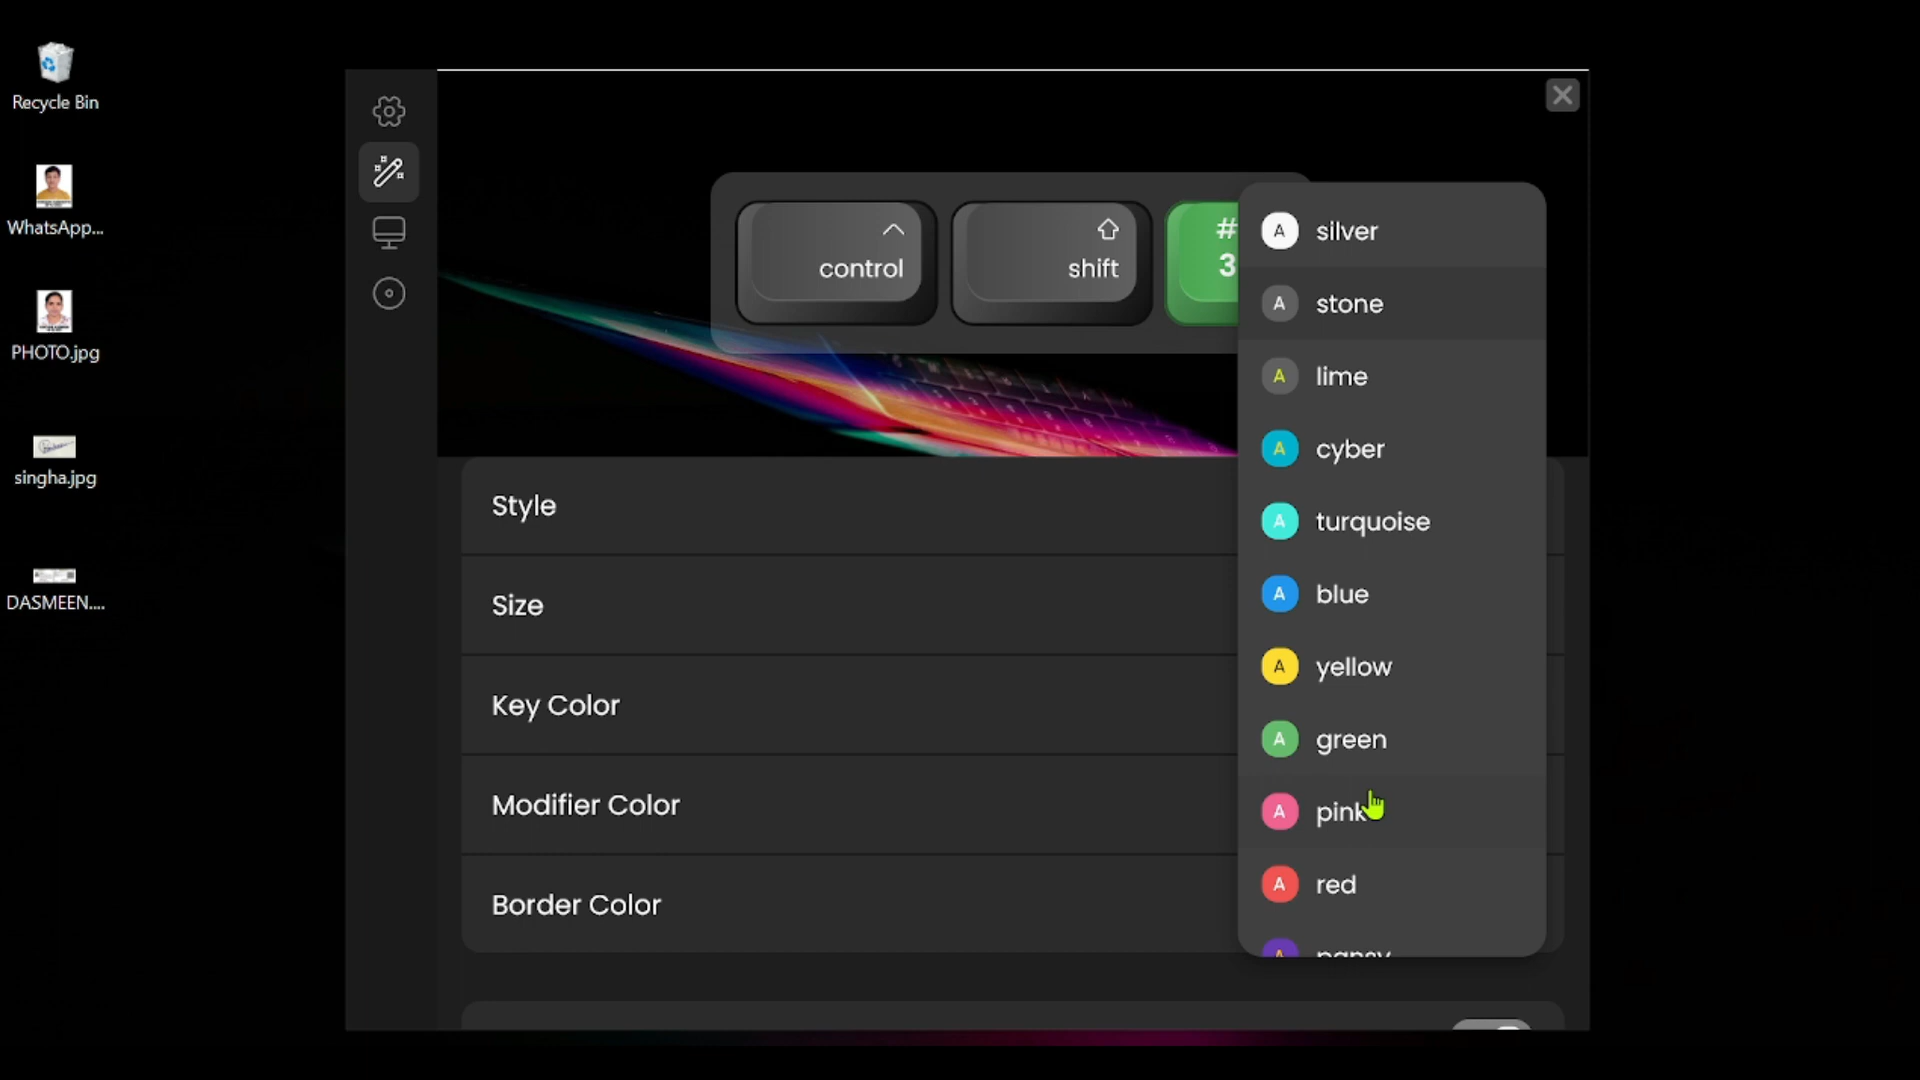 Recycle Bin
WhatsApp...
PHOTO.jpg
singha.jpg
DASMEEN....
control
shift
#
3
Style
Size
Key Color
Modifier Color
Border Color
A silver
A stone
A lime
A cyber
A turquoise
A blue
A yellow
A green
A pink
A red
A pansy